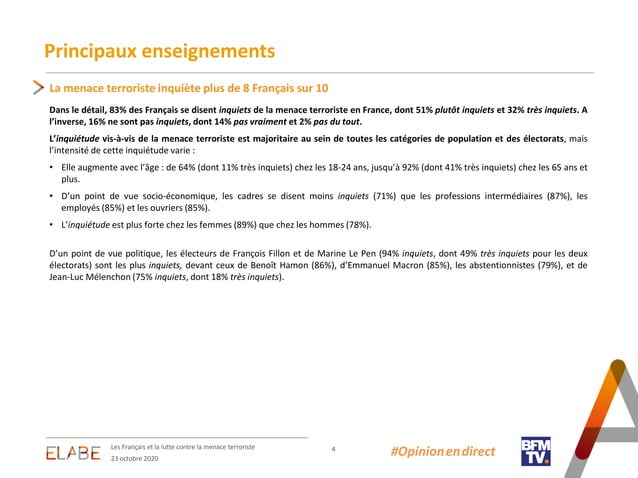 Principaux enseignements
La menace terroriste inquiète plus de 8 Français sur 10
Dans le détail, 83% des Français se disent inquiets de la menace terroriste en France, dont 51% plutôt inquiets et 32% très inquiets. A
l’inverse, 16% ne sont pas inquiets, dont 14% pas vraiment et 2% pas du tout.
L’inquiétude vis-à-vis de la menace terroriste est majoritaire au sein de toutes les catégories de population et des électorats, mais
l’intensité de cette inquiétude varie :
• Elle augmente avec l’âge : de 64% (dont 11% très inquiets) chez les 18-24 ans, jusqu’à 92% (dont 41% très inquiets) chez les 65 ans et
plus.
• D’un point de vue socio-économique, les cadres se disent moins inquiets (71%) que les professions intermédiaires (87%), les
employés (85%) et les ouvriers (85%).
• L’inquiétude est plus forte chez les femmes (89%) que chez les hommes (78%).
D’un point de vue politique, les électeurs de François Fillon et de Marine Le Pen (94% inquiets, dont 49% très inquiets pour les deux
électorats) sont les plus inquiets, devant ceux de Benoît Hamon (86%), d’Emmanuel Macron (85%), les abstentionnistes (79%), et de
Jean-Luc Mélenchon (75% inquiets, dont 18% très inquiets).
ELABE
Les Français et la lutte contre la menace terroriste
23 octobre 2020
4
#Opinionendirect
BFM
TV.